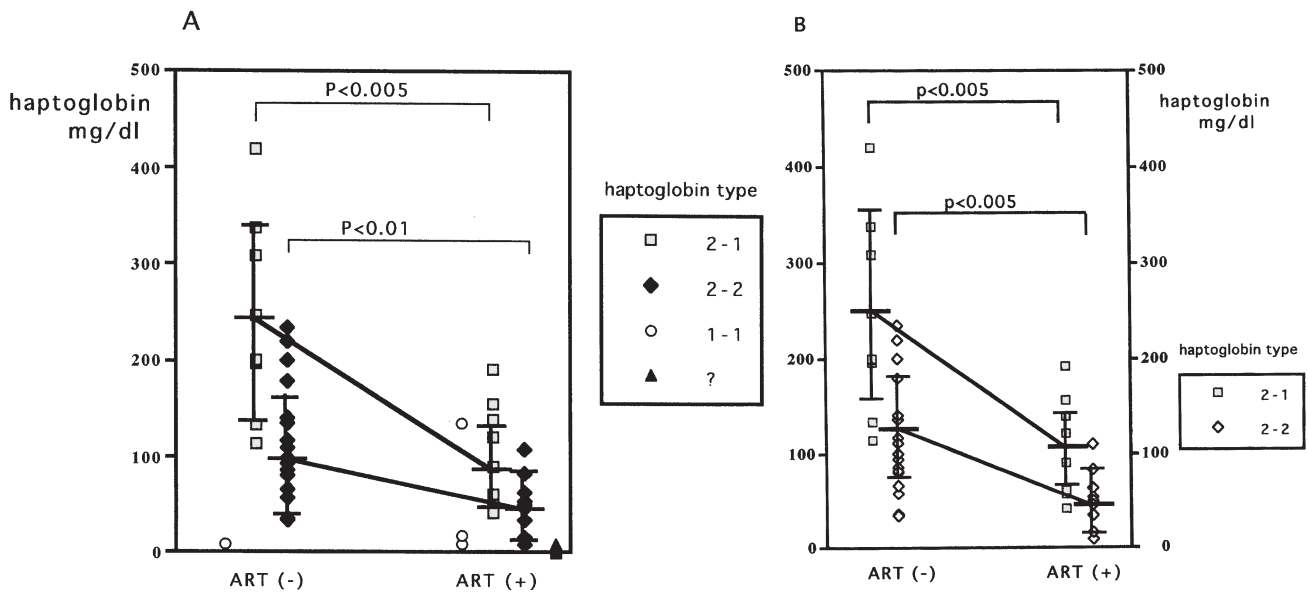 A
haptoglobin
mg/dl
500
400
300
200
100
0
P<0.005
P<0.01
ART (-)
ART (+)
haptoglobin type
2-1
2-2
1-1
?
B
500
400
300
200
100
0
p<0.005
p<0.005
ART (-)
ART (+)
500
400
300
200
100
0
haptoglobin
mg/dl
haptoglobin type
2-1
2-2